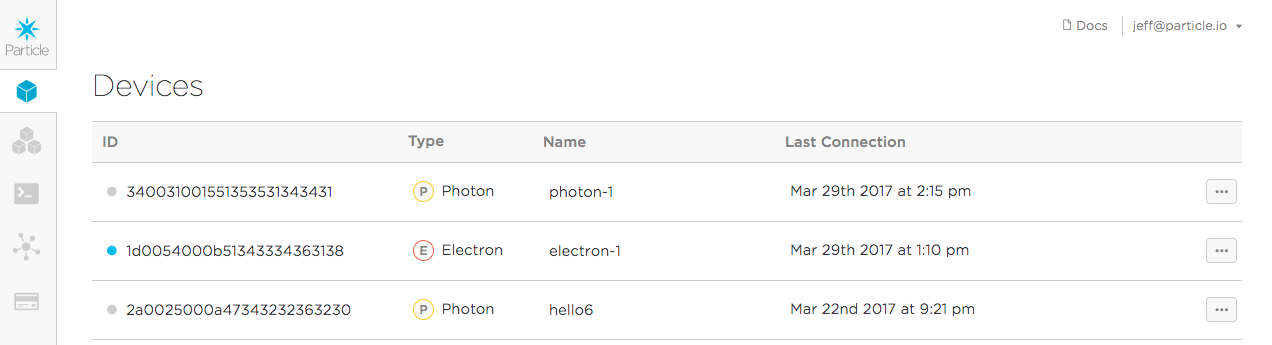 Particle
Docs jeff@particle.io
Devices
ID Type Name Last Connection
340031001551353531343431 P Photon photon-1 Mar 29th 2017 at 2:15 pm
1d0054000b51343334363138 E Electron electron-1 Mar 29th 2017 at 1:10 pm
2a0025000a47343232363230 P Photon hello6 Mar 22nd 2017 at 9:21 pm